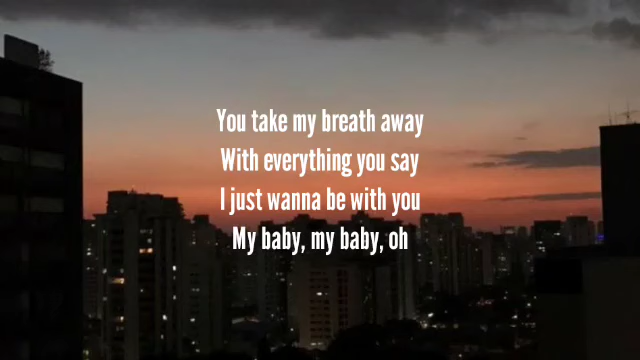 You take my breath away
With everything you say
I just wanna be with you
My baby, my baby, oh